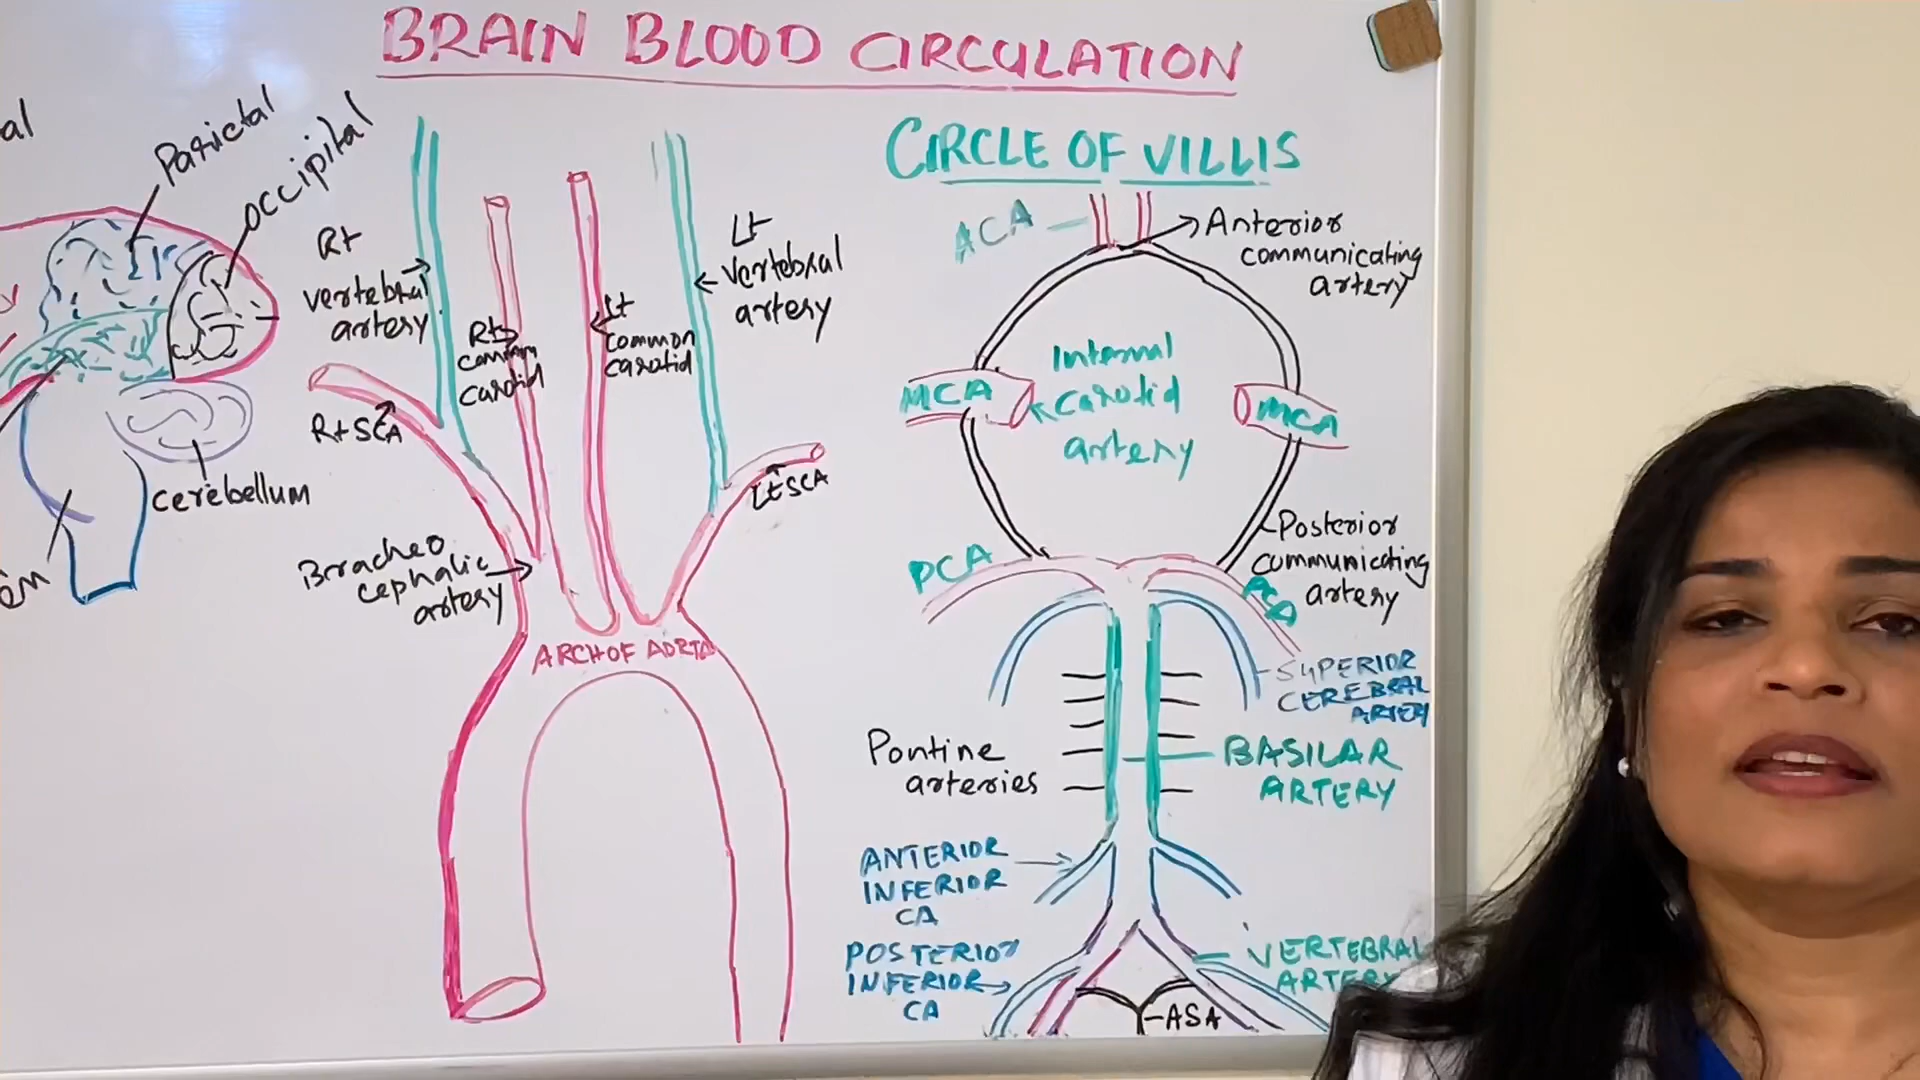 BRAIN BLOOD CIRCULATION
al
Parietal
occipital
cerebellum
Rt
vertebral
artery
Rt
common
carotid
Lt
common
carotid
Lt
vertebral
artery
Rt SCA
Lt SCA
Bracheo
cephalic
artery
ARCH OF AORTA
CIRCLE OF VILLIS
ACA
Anterior
communicating
artery
MCA
Internal
carotid
artery
MCA
PCA
Posterior
communicating
artery
PCA
SUPERIOR
CEREBRAL
ARTERY
Pontine
arteries
BASILAR
ARTERY
ANTERIOR
INFERIOR
CA
POSTERIOR
INFERIOR
CA
VERTEBRAL
ARTERY
ASA